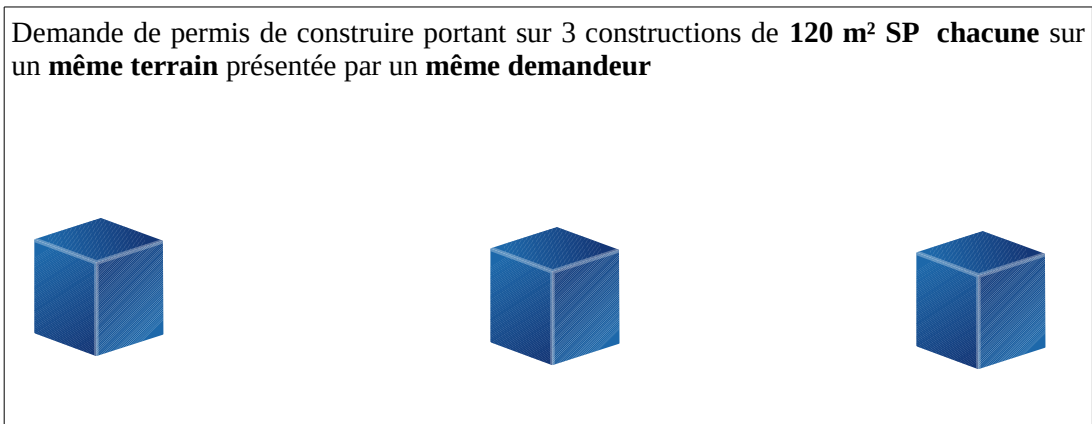 Demande de permis de construire portant sur 3 constructions de 120 m² SP  chacune sur
un même terrain présentée par un même demandeur